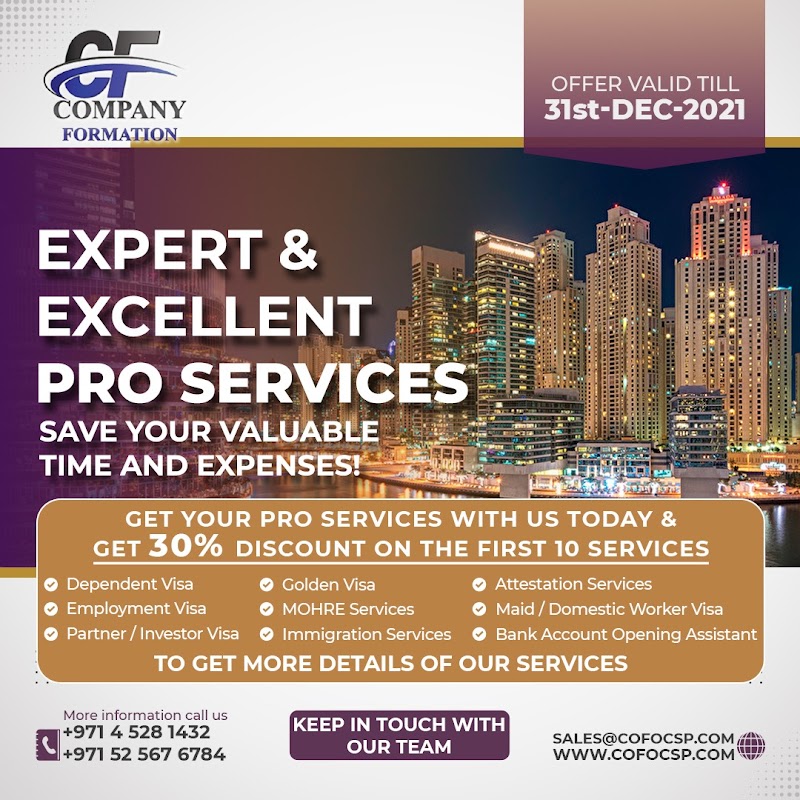 CF
COMPANY
FORMATION
OFFER VALID TILL
31st-DEC-2021
EXPERT &
EXCELLENT
PRO SERVICES
SAVE YOUR VALUABLE
TIME AND EXPENSES!
GET YOUR PRO SERVICES WITH US TODAY &
GET 30% DISCOUNT ON THE FIRST 10 SERVICES
Dependent Visa
Employment Visa
Partner / Investor Visa
Golden Visa
MOHRE Services
Immigration Services
Attestation Services
Maid / Domestic Worker Visa
Bank Account Opening Assistant
TO GET MORE DETAILS OF OUR SERVICES
More information call us
+971 4 528 1432
+971 52 567 6784
KEEP IN TOUCH WITH
OUR TEAM
SALES@COFOCSP.COM
WWW.COFOCSP.COM